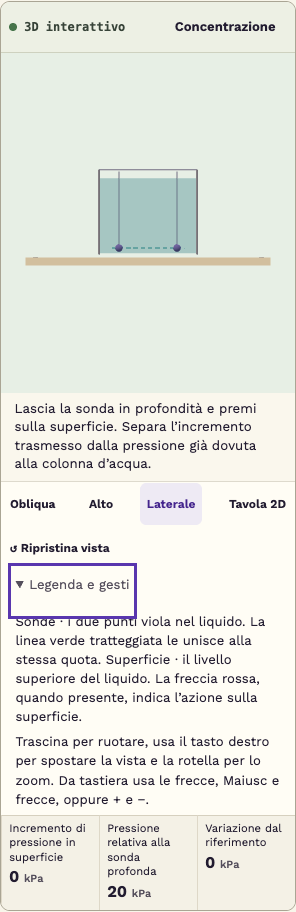 3D interattivo
Concentrazione
Lascia la sonda in profondità e premi
sulla superficie. Separa l’incremento
trasmesso dalla pressione già dovuta
alla colonna d’acqua.
Obliqua
Alto
Laterale
Tavola 2D
↺ Ripristina vista
▼ Legenda e gesti
Sonde · i due punti viola nel liquido. La
linea verde tratteggiata le unisce alla
stessa quota. Superficie · il livello
superiore del liquido. La freccia rossa,
quando presente, indica l’azione sulla
superficie.
Trascina per ruotare, usa il tasto destro
per spostare la vista e la rotella per lo
zoom. Da tastiera usa le frecce, Maiusc e
frecce, oppure + e −.
Incremento di
pressione in
superficie
0 kPa
Pressione
relativa alla
sonda
profonda
20 kPa
Variazione dal
riferimento
0 kPa